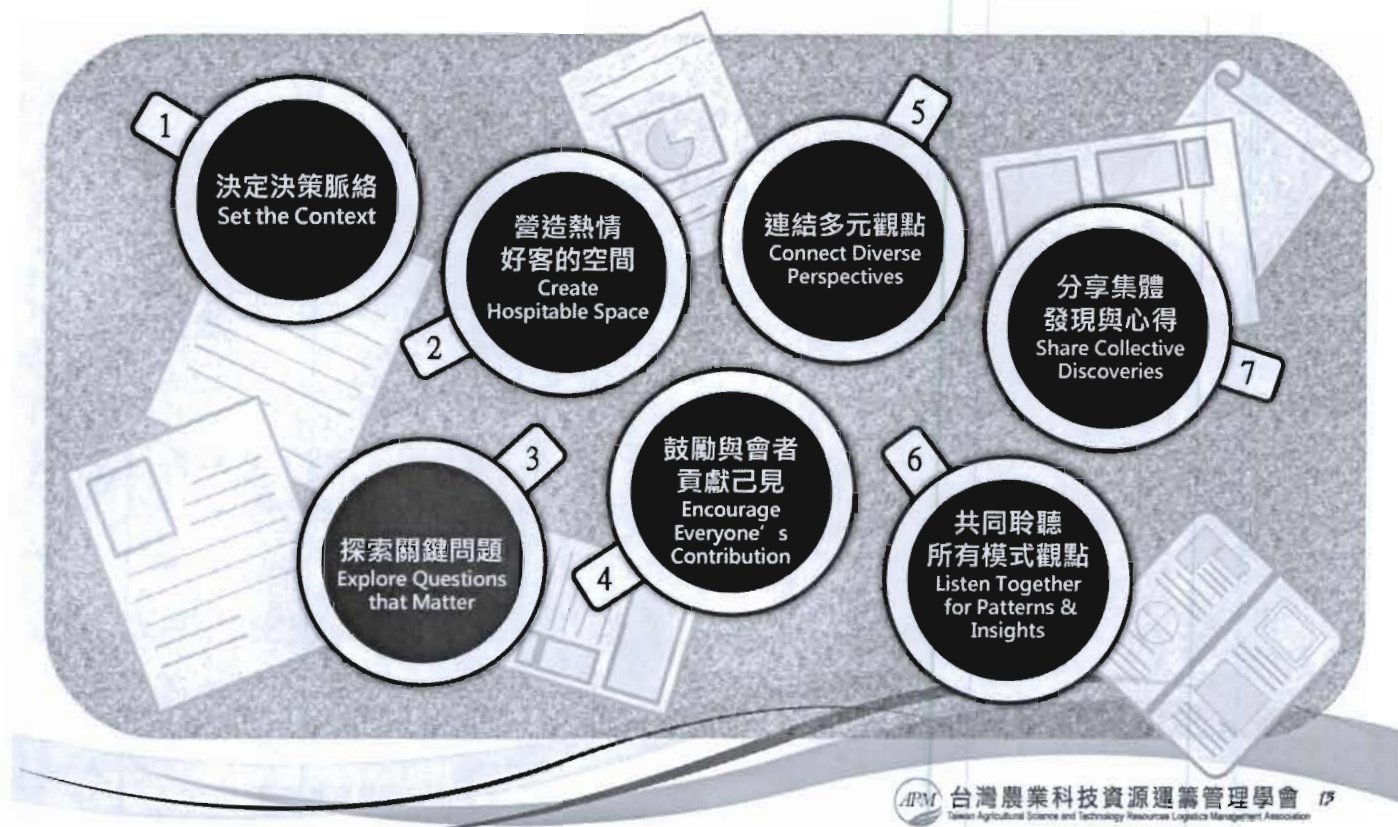 1
決定決策脈絡
Set the Context
2
營造熱情
好客的空間
Create
Hospitable Space
3
探索關鍵問題
Explore Questions
that Matter
4
鼓勵與會者
貢獻己見
Encourage
Everyone’ s
Contribution
5
連結多元觀點
Connect Diverse
Perspectives
6
共同聆聽
所有模式觀點
Listen Together
for Patterns &
Insights
7
分享集體
發現與心得
Share Collective
Discoveries
APM 台灣農業科技資源運籌管理學會 15
Taiwan Agricultural Science and Technology Resources Logistics Management Association